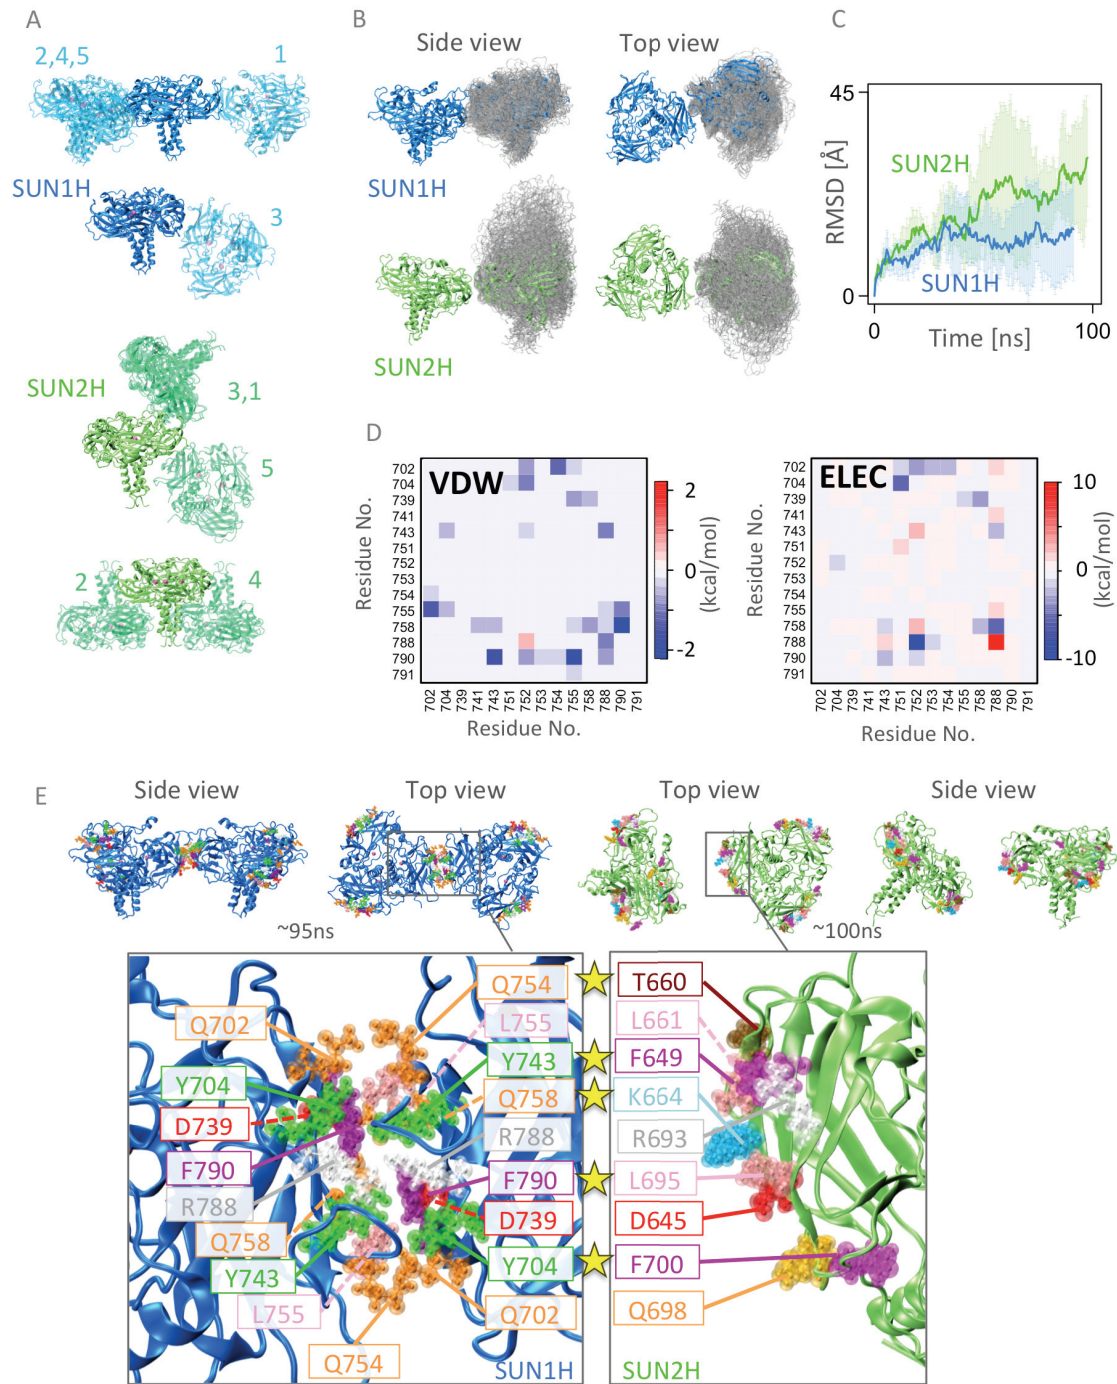 A
2,4,5
1
SUN1H
3
SUN2H
3,1
5
2
4
B
Side view
Top view
SUN1H
SUN2H
C
45
RMSD [Å]
SUN2H
SUN1H
0
0
Time [ns]
100
D
VDW
702
704
739
741
743
751
752
753
754
755
758
788
790
791
Residue No.
702
704
739
741
743
751
752
753
754
755
758
788
790
791
Residue No.
2
0
-2
(kcal/mol)
ELEC
702
704
739
741
743
751
752
753
754
755
758
788
790
791
Residue No.
702
704
739
741
743
751
752
753
754
755
758
788
790
791
Residue No.
10
0
-10
(kcal/mol)
E
Side view
Top view
Top view
Side view
~95ns
~100ns
Q702
Y704
D739
F790
R788
Q758
Y743
L755
Q754
Q754
L755
Y743
Q758
R788
F790
D739
Y704
Q702
SUN1H
T660
L661
F649
K664
R693
L695
D645
F700
Q698
SUN2H